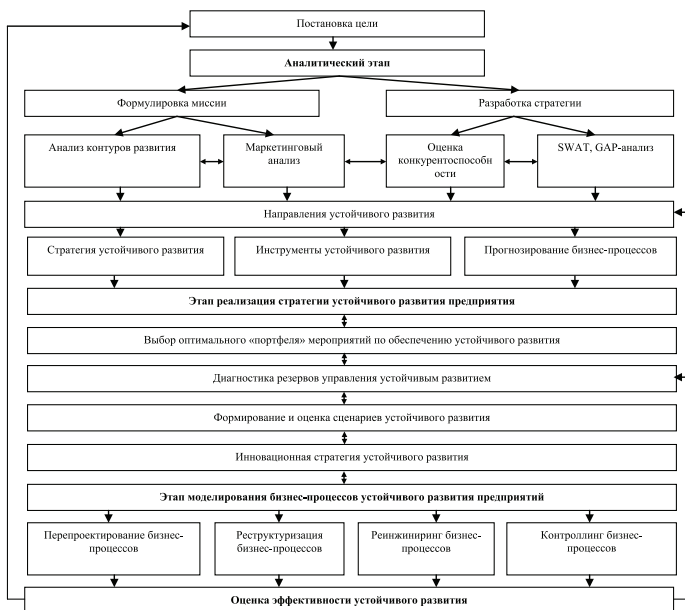 Постановка цели
Аналитический этап
Формулировка миссии
Разработка стратегии
Анализ контуров развития
Маркетинговый
анализ
Оценка
конкурентоспособ
ности
SWAT, GAP-анализ
Направления устойчивого развития
Стратегия устойчивого развития
Инструменты устойчивого развития
Прогнозирование бизнес-процессов
Этап реализация стратегии устойчивого развития предприятия
Выбор оптимального «портфеля» мероприятий по обеспечению устойчивого развития
Диагностика резервов управления устойчивым развитием
Формирование и оценка сценариев устойчивого развития
Инновационная стратегия устойчивого развития
Этап моделирования бизнес-процессов устойчивого развития предприятий
Перепроектирование бизнес-
процессов
Реструктуризация
бизнес-процессов
Реинжиниринг бизнес-
процессов
Контроллинг бизнес-
процессов
Оценка эффективности устойчивого развития